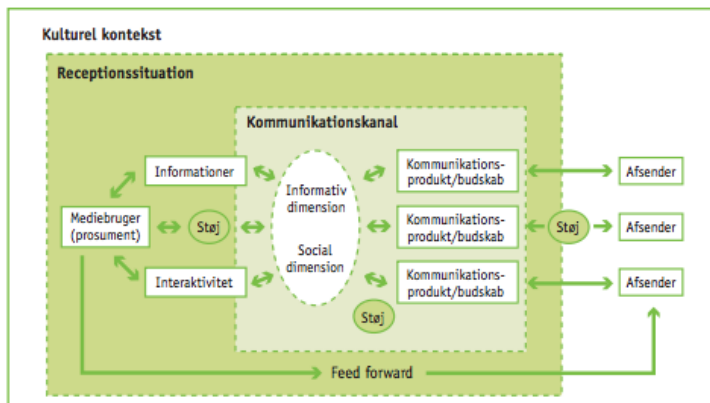 Kulturel kontekst
Receptionssituation
Kommunikationskanal
Informationer
Mediebruger
(prosument)
Støj
Interaktivitet
Informativ
dimension
Social
dimension
Kommunikations-
produkt/budskab
Afsender
Kommunikations-
produkt/budskab
Støj
Afsender
Kommunikations-
produkt/budskab
Afsender
Støj
Feed forward